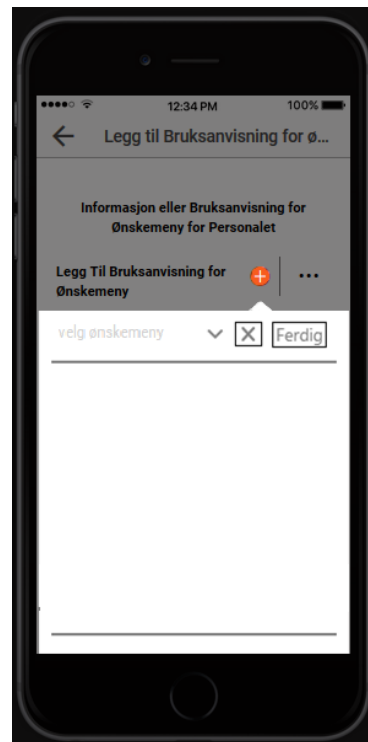 12:34 PM 100%
Legg til Bruksanvisning for ø...
Informasjon eller Bruksanvisning for
Ønskemeny for Personalet
Legg Til Bruksanvisning for
Ønskemeny
velg ønskemeny
Ferdig